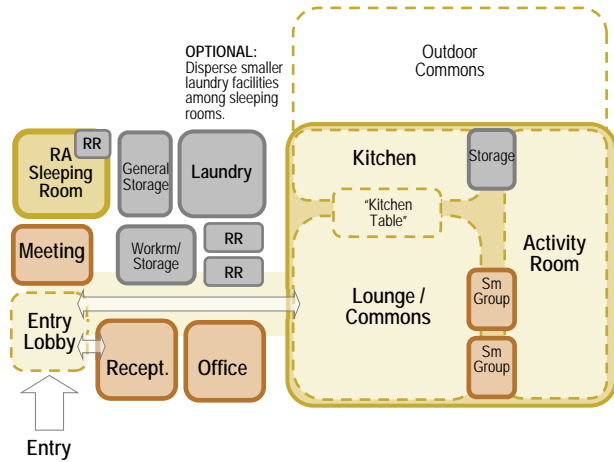 OPTIONAL:
Disperse smaller
laundry facilities
among sleeping
rooms.
Outdoor
Commons
RR
RA
Sleeping
Room
General
Storage
Laundry
Kitchen
Storage
"Kitchen
Table"
Meeting
Workrm/
Storage
RR
RR
Activity
Room
Entry
Lobby
Lounge /
Commons
Sm
Group
Recept.
Office
Sm
Group
Entry